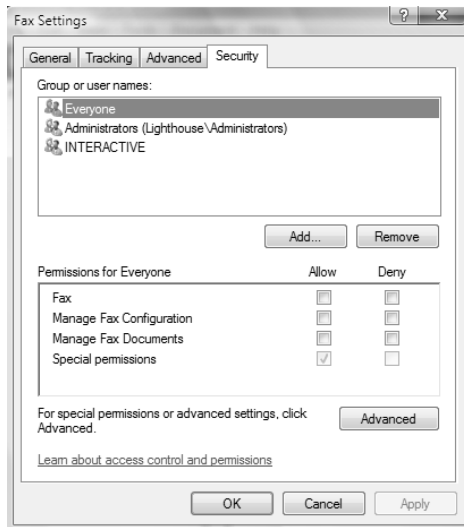 Fax Settings
General Tracking Advanced Security
Group or user names:
Everyone
Administrators (Lighthouse\Administrators)
INTERACTIVE
Add... Remove
Permissions for Everyone Allow Deny
Fax
Manage Fax Configuration
Manage Fax Documents
Special permissions
For special permissions or advanced settings, click
Advanced.
Advanced
Learn about access control and permissions
OK Cancel Apply